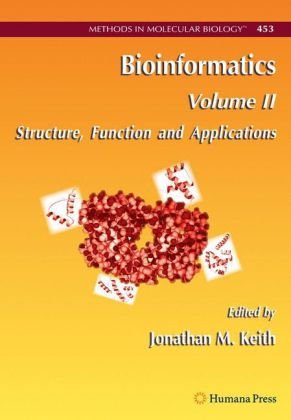 METHODS IN MOLECULAR BIOLOGY™ 453
Bioinformatics
Volume II
Structure, Function and Applications
Edited by
Jonathan M. Keith
Humana Press